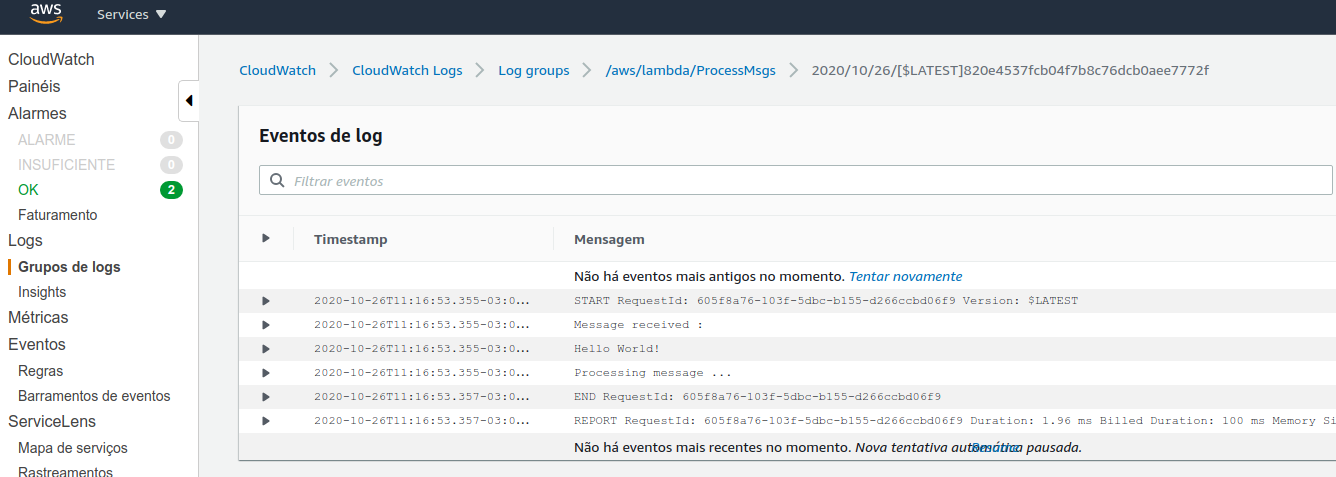 aws
Services ▼
CloudWatch
Painéis
Alarmes
ALARME 0
INSUFICIENTE 0
OK 2
Faturamento
Logs
Grupos de logs
Insights
Métricas
Eventos
Regras
Barramentos de eventos
ServiceLens
Mapa de serviços
Rastreamentos
CloudWatch > CloudWatch Logs > Log groups > /aws/lambda/ProcessMsgs > 2020/10/26/[$LATEST]820e4537fcb04f7b8c76dcb0aee7772f
Eventos de log
Filtrar eventos
Timestamp Mensagem
Não há eventos mais antigos no momento. Tentar novamente
2020-10-26T11:16:53.355-03:0... START RequestId: 605f8a76-103f-5dbc-b155-d266ccbd06f9 Version: $LATEST
2020-10-26T11:16:53.355-03:0... Message received :
2020-10-26T11:16:53.355-03:0... Hello World!
2020-10-26T11:16:53.355-03:0... Processing message ...
2020-10-26T11:16:53.357-03:0... END RequestId: 605f8a76-103f-5dbc-b155-d266ccbd06f9
2020-10-26T11:16:53.357-03:0... REPORT RequestId: 605f8a76-103f-5dbc-b155-d266ccbd06f9 Duration: 1.96 ms Billed Duration: 100 ms Memory Si
Não há eventos mais recentes no momento. Nova tentativa automática pausada.